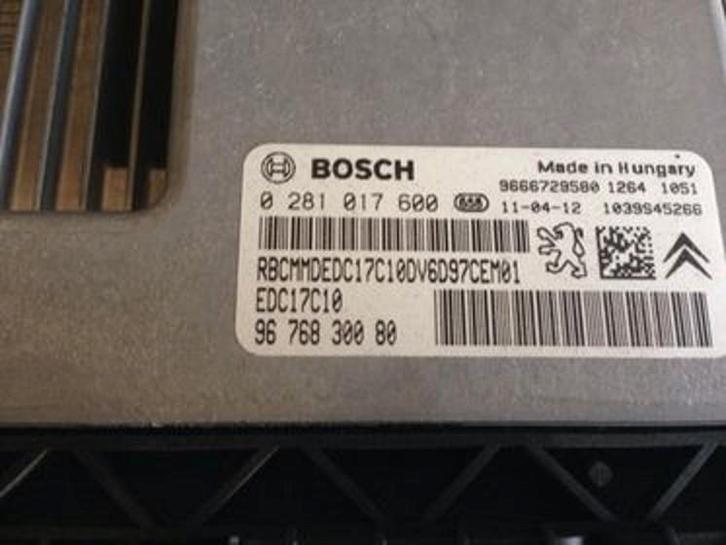 BOSCH Made in Hungary
9666729580 1264 1051
0 281 017 600 11-04-12 1039S45266
RBCMMDEDC17C10DV6D97CEM01
EDC17C10
96 768 300 80